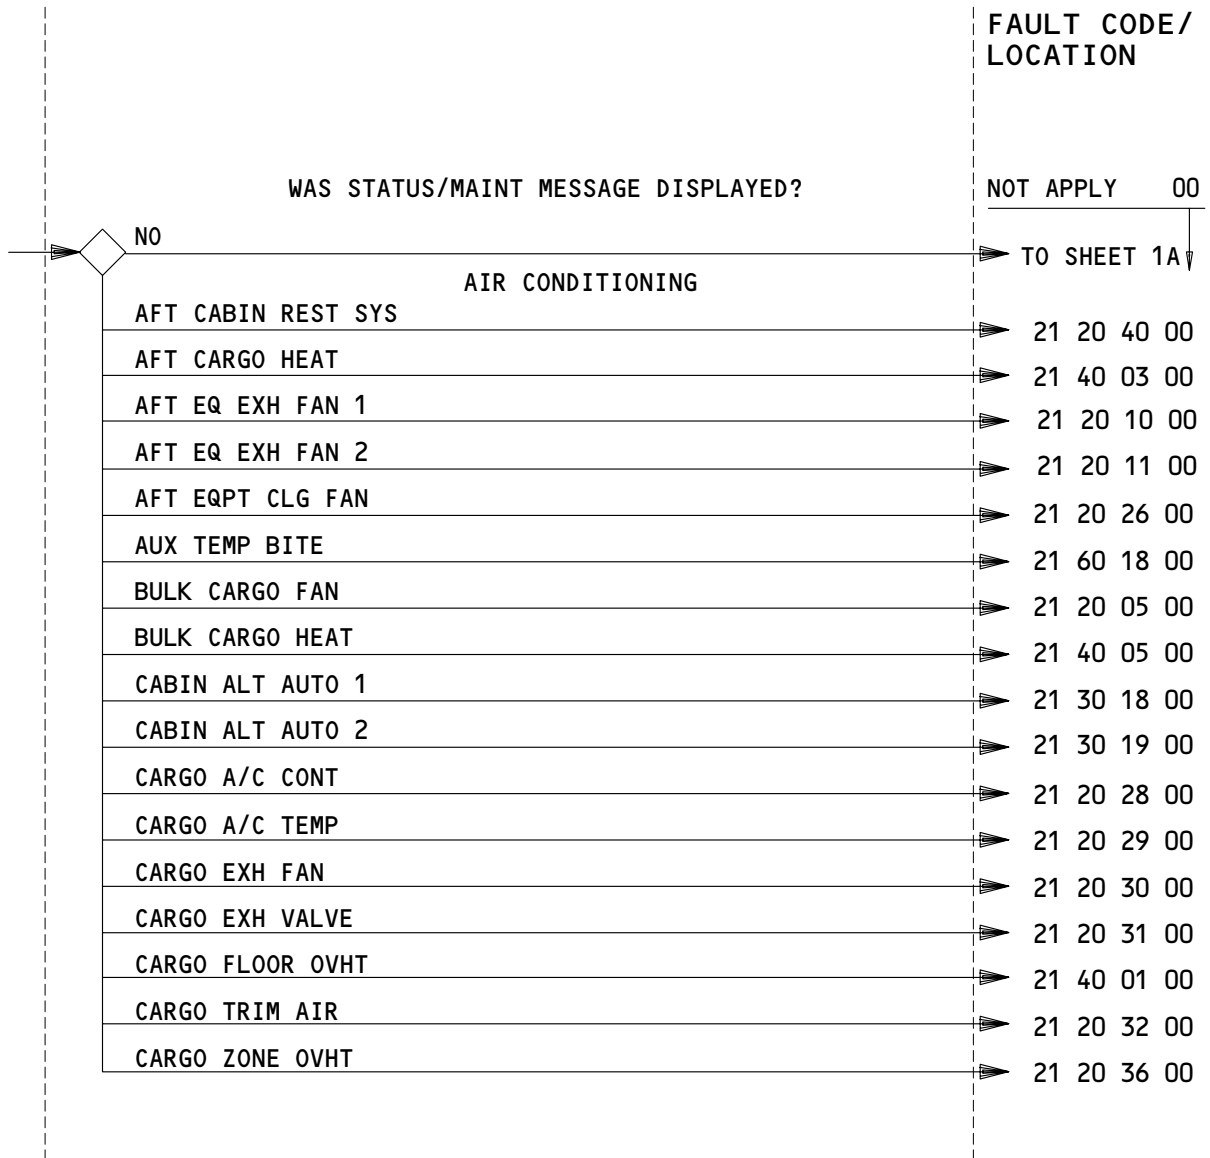 FAULT CODE/
LOCATION
WAS STATUS/MAINT MESSAGE DISPLAYED?
NOT APPLY 00
NO
TO SHEET 1A
AIR CONDITIONING
AFT CABIN REST SYS 21 20 40 00
AFT CARGO HEAT 21 40 03 00
AFT EQ EXH FAN 1 21 20 10 00
AFT EQ EXH FAN 2 21 20 11 00
AFT EQPT CLG FAN 21 20 26 00
AUX TEMP BITE 21 60 18 00
BULK CARGO FAN 21 20 05 00
BULK CARGO HEAT 21 40 05 00
CABIN ALT AUTO 1 21 30 18 00
CABIN ALT AUTO 2 21 30 19 00
CARGO A/C CONT 21 20 28 00
CARGO A/C TEMP 21 20 29 00
CARGO EXH FAN 21 20 30 00
CARGO EXH VALVE 21 20 31 00
CARGO FLOOR OVHT 21 40 01 00
CARGO TRIM AIR 21 20 32 00
CARGO ZONE OVHT 21 20 36 00